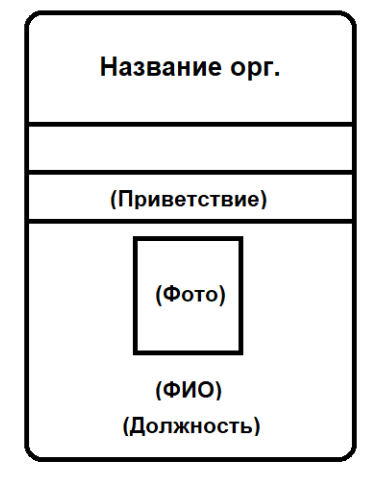 Название орг.
(Приветствие)
(Фото)
(ФИО)
(Должность)